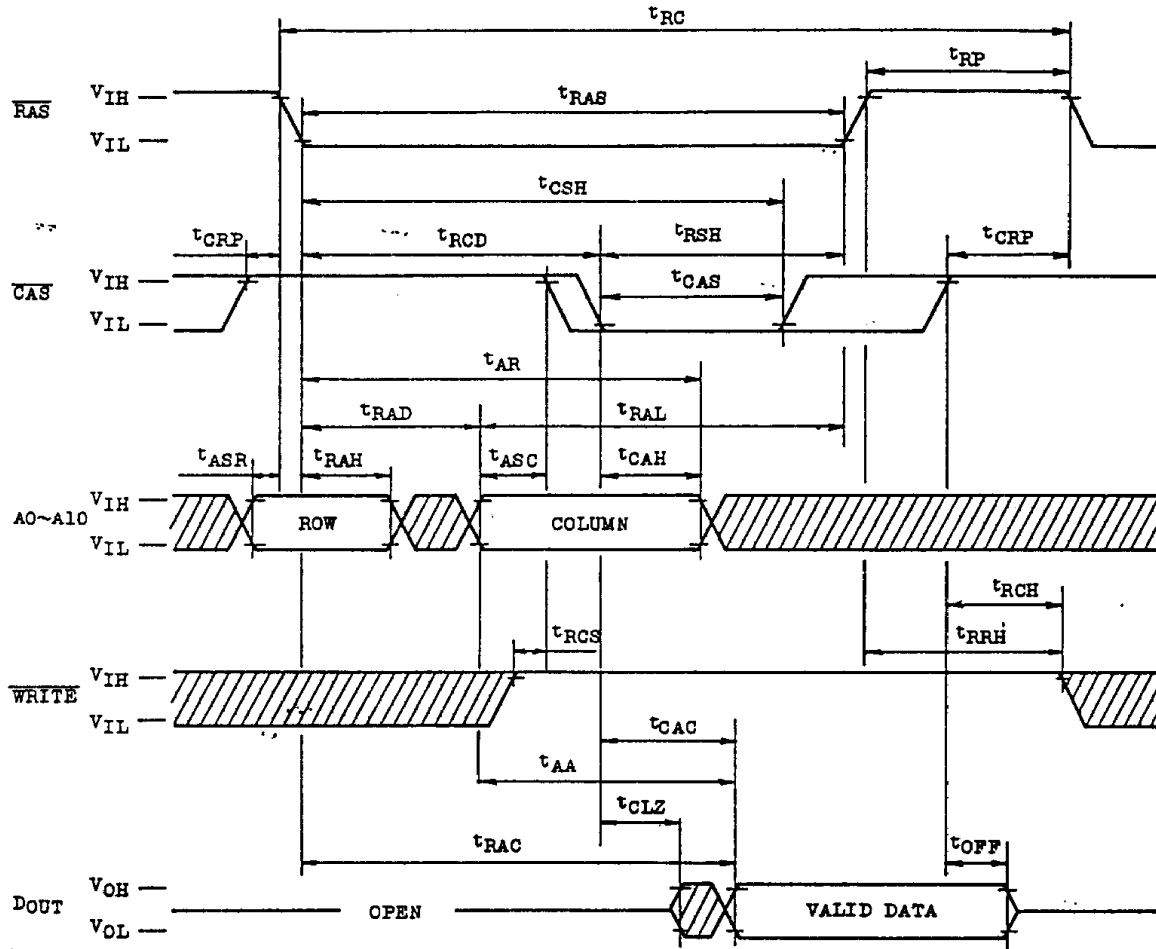 tRC
tRP
RAS
VIH
VIL
tRAS
tCSH
tCRP
tRCD
tRSH
tCRP
CAS
VIH
VIL
tCAS
tAR
tRAD
tRAL
tASR
tRAH
tASC
tCAH
A0~A10
VIH
VIL
ROW
COLUMN
tRCH
tRCS
tRRH
WRITE
VIH
VIL
tCAC
tAA
tCLZ
tRAC
tOFF
DOUT
VOH
VOL
OPEN
VALID DATA